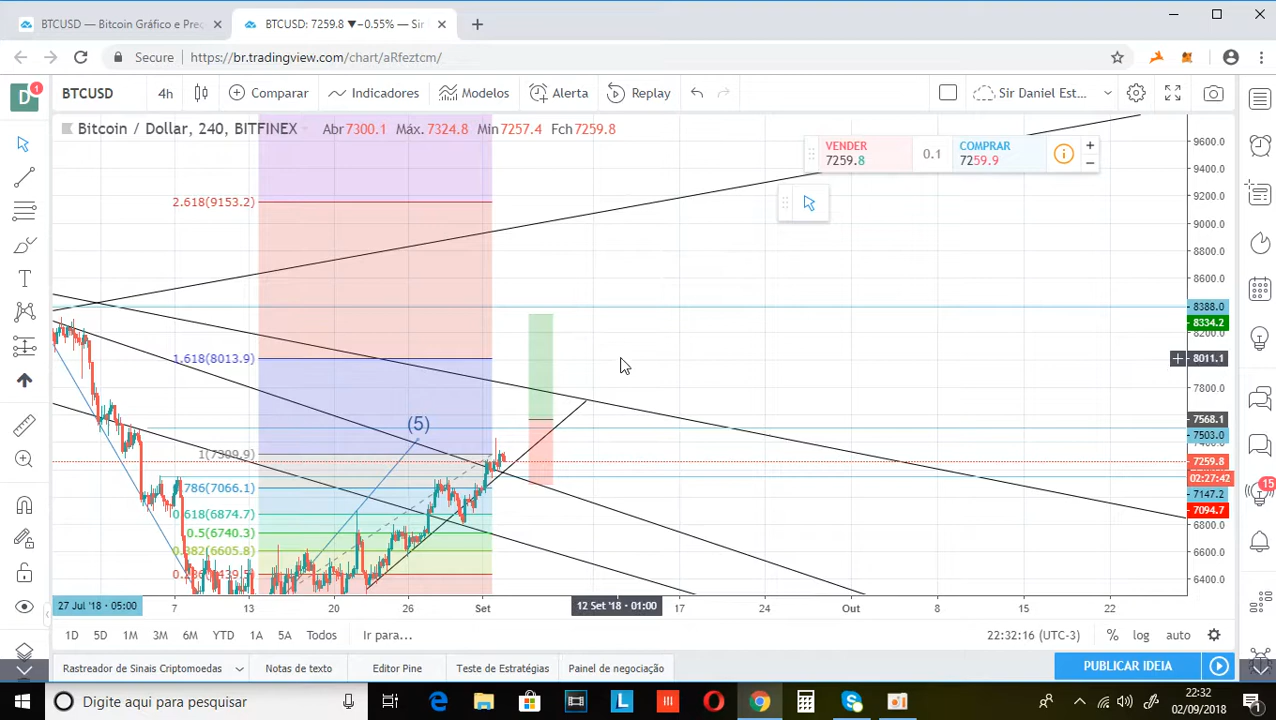 BTCUSD — Bitcoin Gráfico e Preç
BTCUSD: 7259.8 ▼−0.55% — Sir
Secure
https://br.tradingview.com/chart/aRfeztcm/
D 1
BTCUSD
4h
Comparar
Indicadores
Modelos
Alerta
Replay
Sir Daniel Est...
Bitcoin / Dollar, 240, BITFINEX
Abr 7300.1 Máx. 7324.8 Mín 7257.4 Fch 7259.8
VENDER
7259.8
0.1
COMPRAR
7259.9
2.618(9153.2)
1.618(8013.9)
(5)
1(7399.9)
786(7066.1)
0.618(6874.7)
0.5(6740.3)
0.382(6605.8)
9600.0
9400.0
9200.0
9000.0
8800.0
8600.0
8388.0
8334.2
8200.0
8011.1
7800.0
7568.1
7503.0
7259.8
02:27:42
7147.2
7094.7
6800.0
6600.0
6400.0
15
27 Jul '18 - 05:00
7
13
20
26
Set
12 Set '18 - 01:00
17
24
Out
8
15
22
1D 5D 1M 3M 6M YTD 1A 5A Todos
Ir para...
22:32:16 (UTC-3)
%
log
auto
Rastreador de Sinais Criptomoedas
Notas de texto
Editor Pine
Teste de Estratégias
Painel de negociação
PUBLICAR IDEIA
Digite aqui para pesquisar
22:32
02/09/2018
1